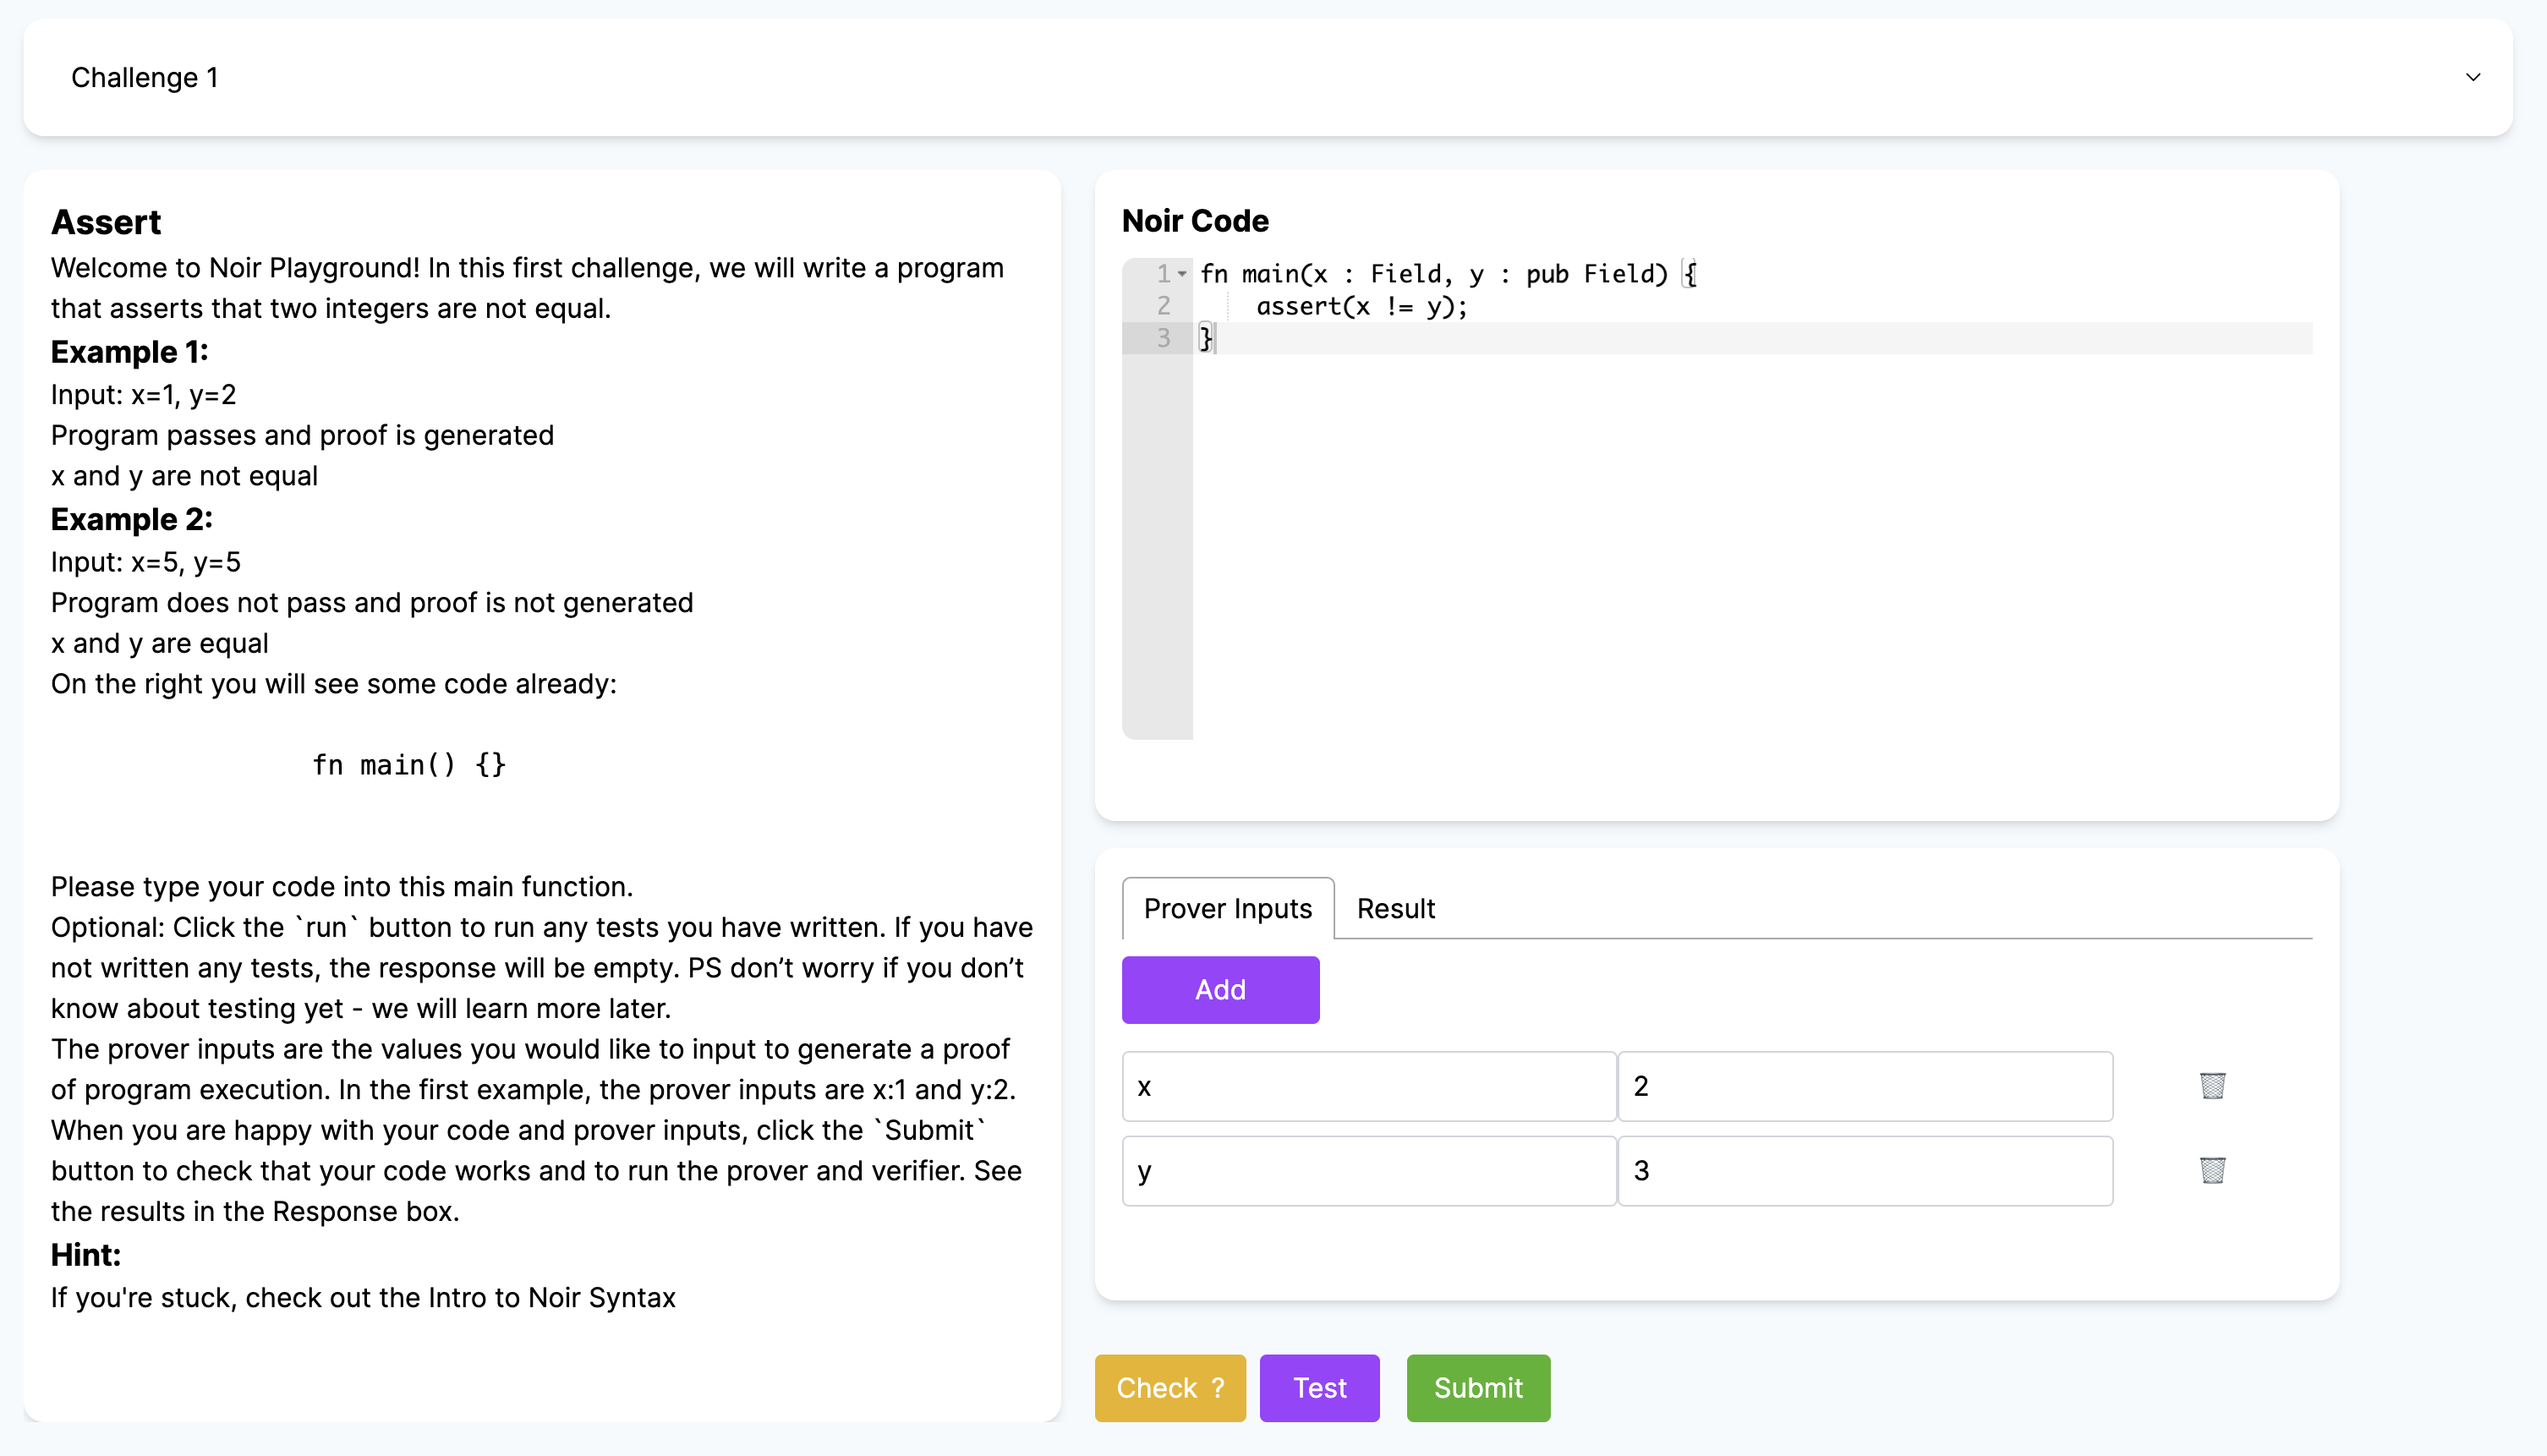 Challenge 1
Assert
Welcome to Noir Playground! In this first challenge, we will write a program
that asserts that two integers are not equal.
Example 1:
Input: x=1, y=2
Program passes and proof is generated
x and y are not equal
Example 2:
Input: x=5, y=5
Program does not pass and proof is not generated
x and y are equal
On the right you will see some code already:
fn main() {}
Please type your code into this main function.
Optional: Click the `run` button to run any tests you have written. If you have
not written any tests, the response will be empty. PS don’t worry if you don’t
know about testing yet - we will learn more later.
The prover inputs are the values you would like to input to generate a proof
of program execution. In the first example, the prover inputs are x:1 and y:2.
When you are happy with your code and prover inputs, click the `Submit`
button to check that your code works and to run the prover and verifier. See
the results in the Response box.
Hint:
If you're stuck, check out the Intro to Noir Syntax
Noir Code
1 fn main(x : Field, y : pub Field) {
2     assert(x != y);
3 }
Prover Inputs Result
Add
x 2
y 3
Check ? Test Submit